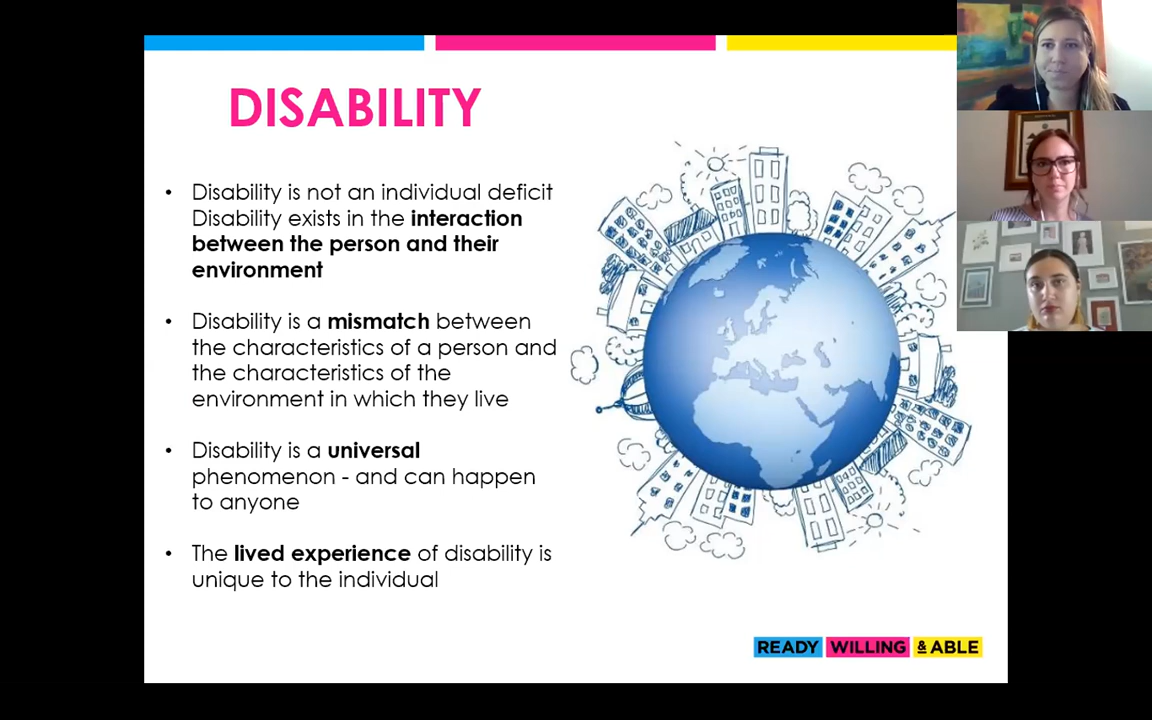 DISABILITY
• Disability is not an individual deficit
Disability exists in the interaction
between the person and their
environment
• Disability is a mismatch between
the characteristics of a person and
the characteristics of the
environment in which they live
• Disability is a universal
phenomenon - and can happen
to anyone
• The lived experience of disability is
unique to the individual
READY WILLING & ABLE